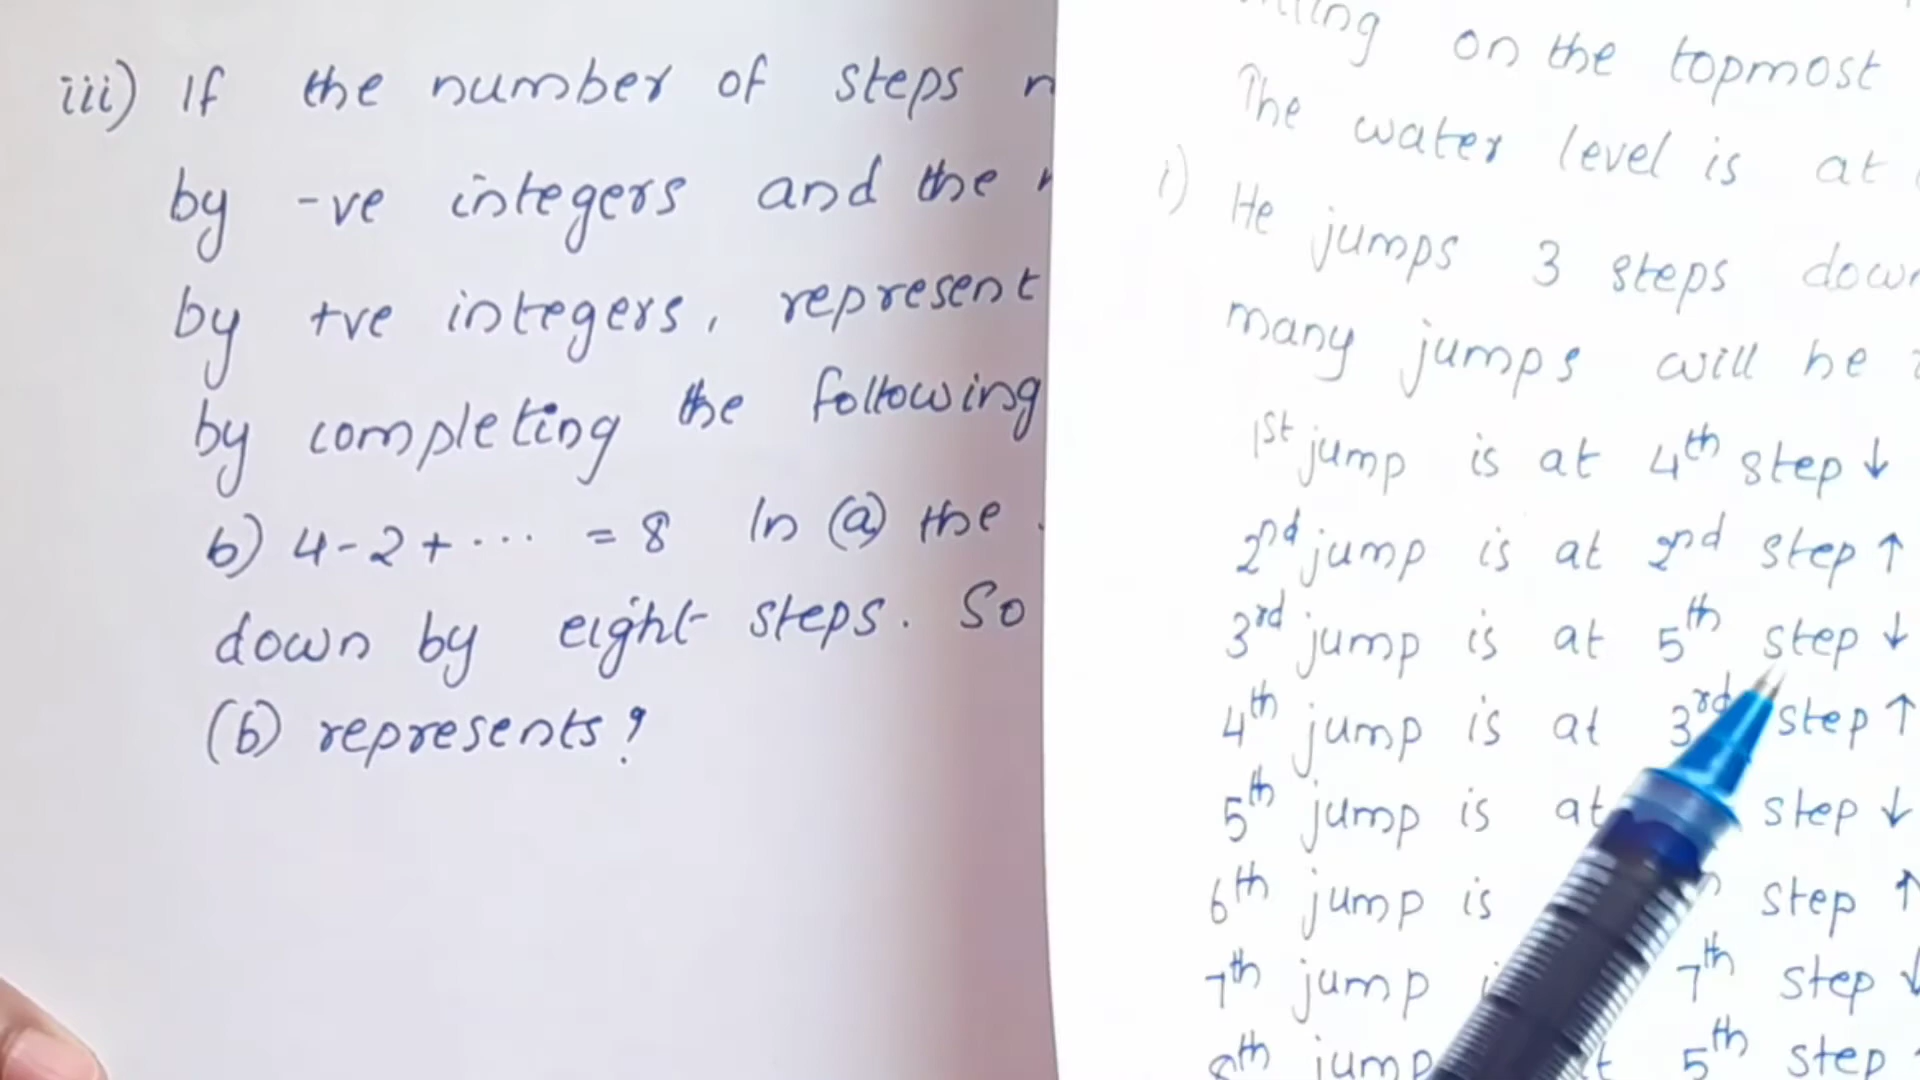 iii) If the number of steps
by -ve integers and the
by +ve integers, represent
by completing the following
b) 4-2+... = 8 In (a) the
down by eight steps. So
(b) represents?
on the topmost
The water level is at
i) He jumps 3 steps down
many jumps will he
1st jump is at 4th step ↓
2nd jump is at 2nd step ↑
3rd jump is at 5th step ↓
4th jump is at 3rd step ↑
5th jump is at step ↓
6th jump is step ↑
7th jump 7th step ↓
8th jump 5th step